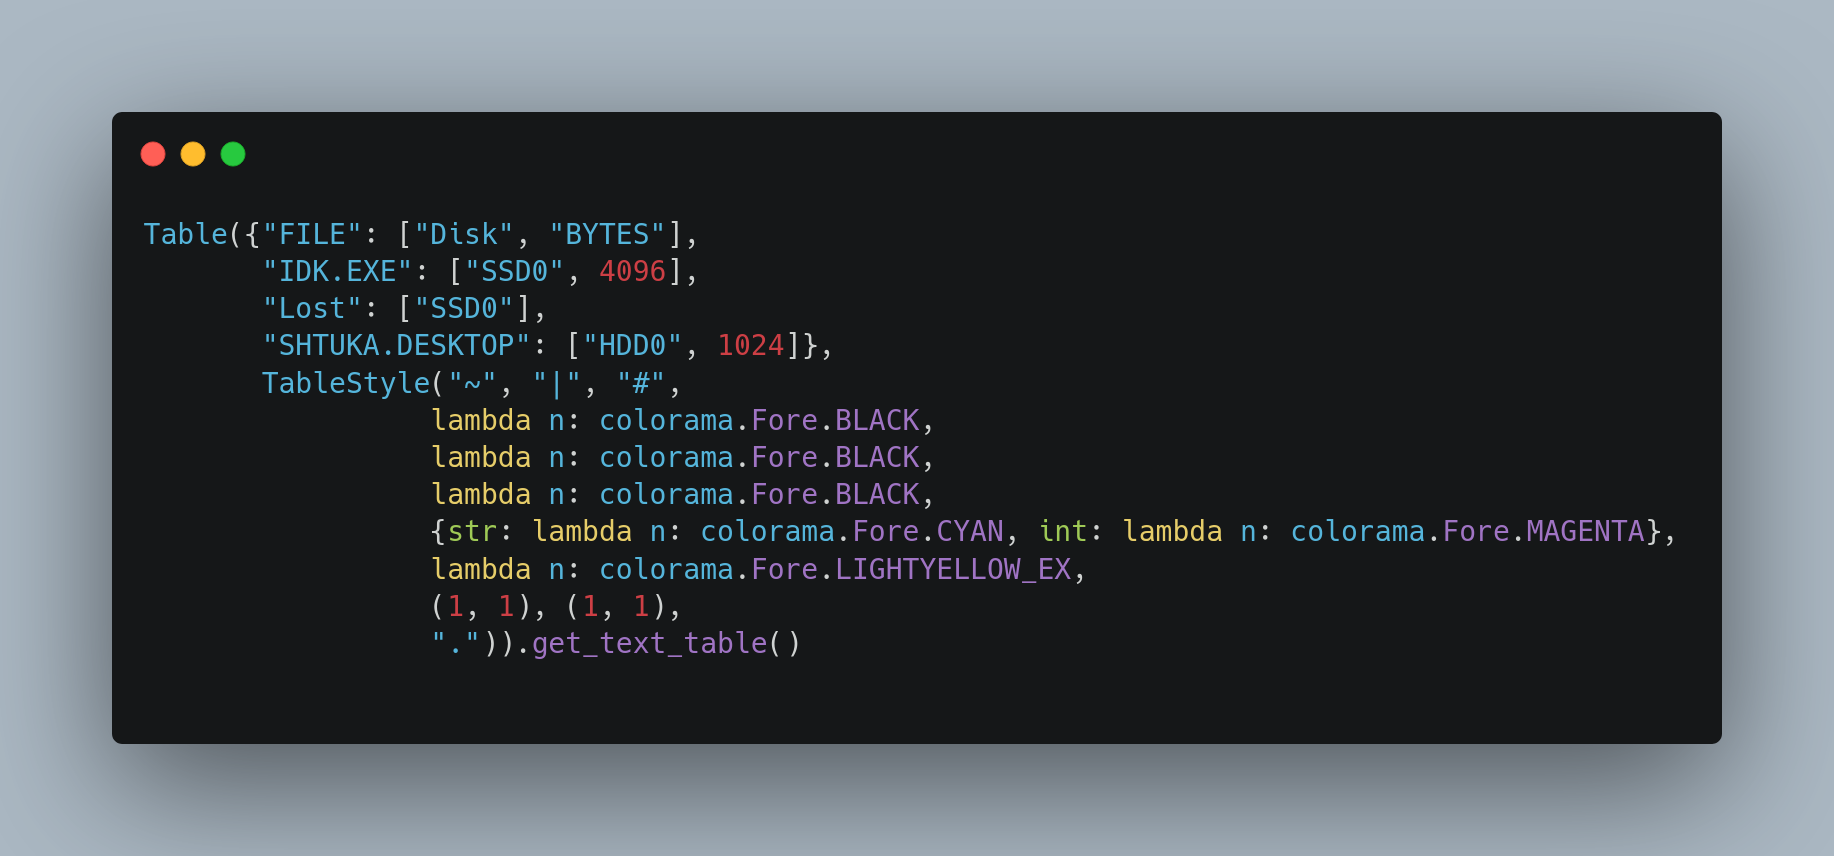 Table({"FILE": ["Disk", "BYTES"],
       "IDK.EXE": ["SSD0", 4096],
       "Lost": ["SSD0"],
       "SHTUKA.DESKTOP": ["HDD0", 1024]},
       TableStyle("~", "|", "#",
                 lambda n: colorama.Fore.BLACK,
                 lambda n: colorama.Fore.BLACK,
                 lambda n: colorama.Fore.BLACK,
                 {str: lambda n: colorama.Fore.CYAN, int: lambda n: colorama.Fore.MAGENTA},
                 lambda n: colorama.Fore.LIGHTYELLOW_EX,
                 (1, 1), (1, 1),
                 ".")).get_text_table()